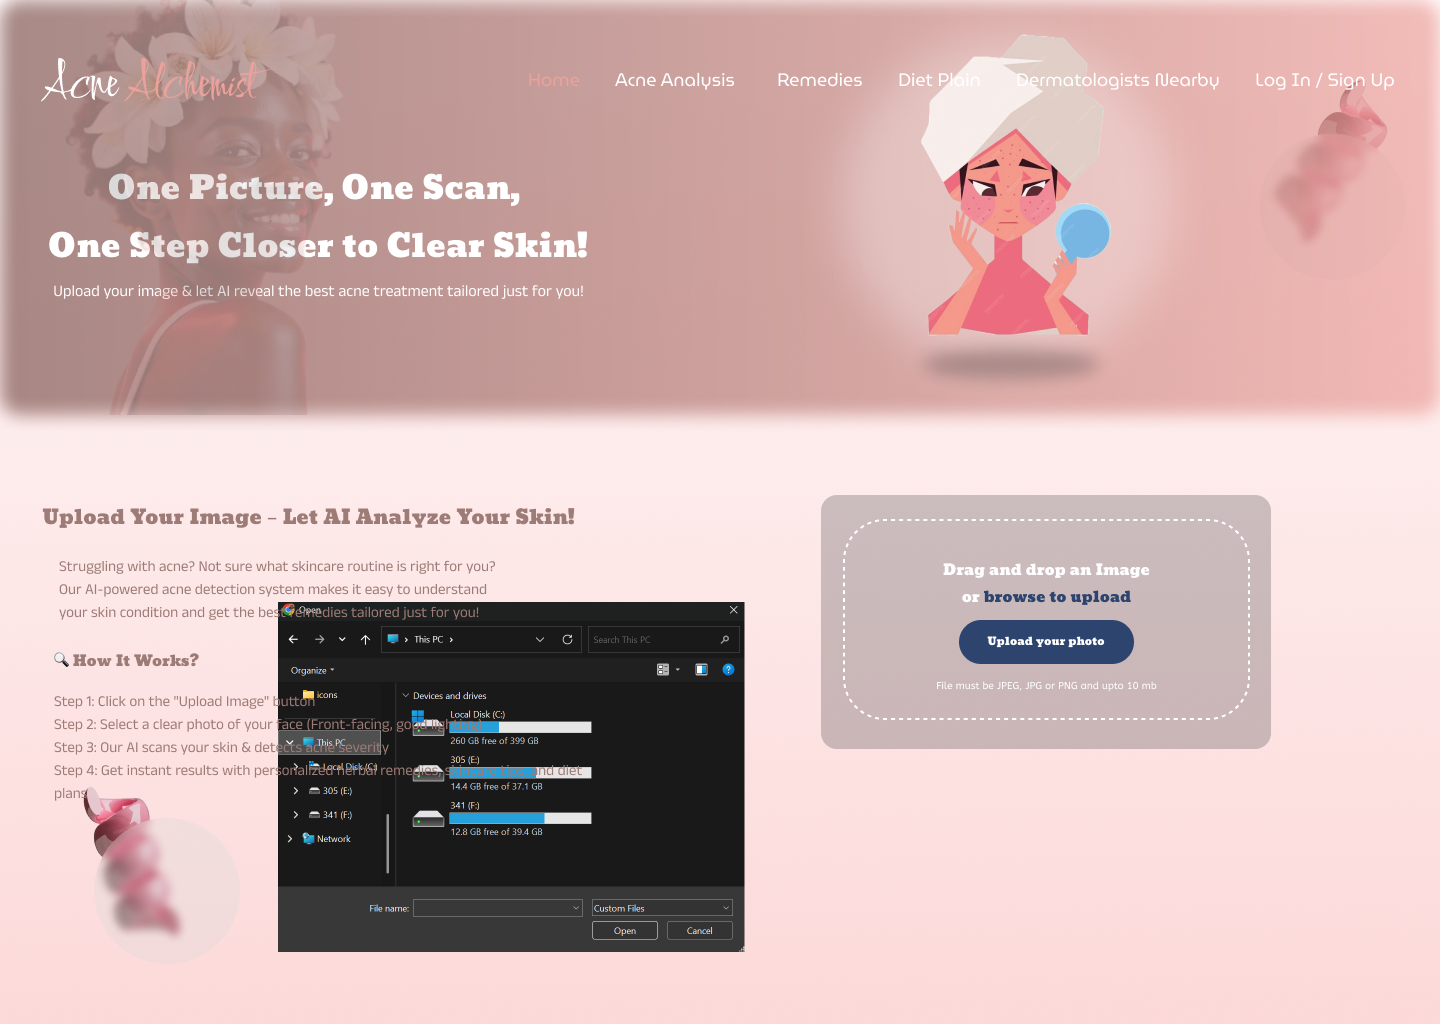 Acne Alchemist
Home
Acne Analysis
Remedies
Diet Plain
Dermatologists Nearby
Log In / Sign Up
One Picture, One Scan,
One Step Closer to Clear Skin!
Upload your image & let AI reveal the best acne treatment tailored just for you!
Upload Your Image – Let AI Analyze Your Skin!
Struggling with acne? Not sure what skincare routine is right for you?
Our AI-powered acne detection system makes it easy to understand
your skin condition and get the best remedies tailored just for you!
🔍 How It Works?
Step 1: Click on the "Upload Image" button
Step 2: Select a clear photo of your face (Front-facing, good lighting)
Step 3: Our AI scans your skin & detects acne severity
Step 4: Get instant results with personalized herbal remedies, and diet
plans
Open
This PC
Search This PC
Organize
icons
This PC
Local Disk (C:)
305 (E:)
341 (F:)
Network
Devices and drives
Local Disk (C:)
260 GB free of 399 GB
305 (E:)
14.4 GB free of 37.1 GB
341 (F:)
12.8 GB free of 39.4 GB
File name:
Custom Files
Open
Cancel
Drag and drop an Image
or browse to upload
Upload your photo
File must be JPEG, JPG or PNG and upto 10 mb